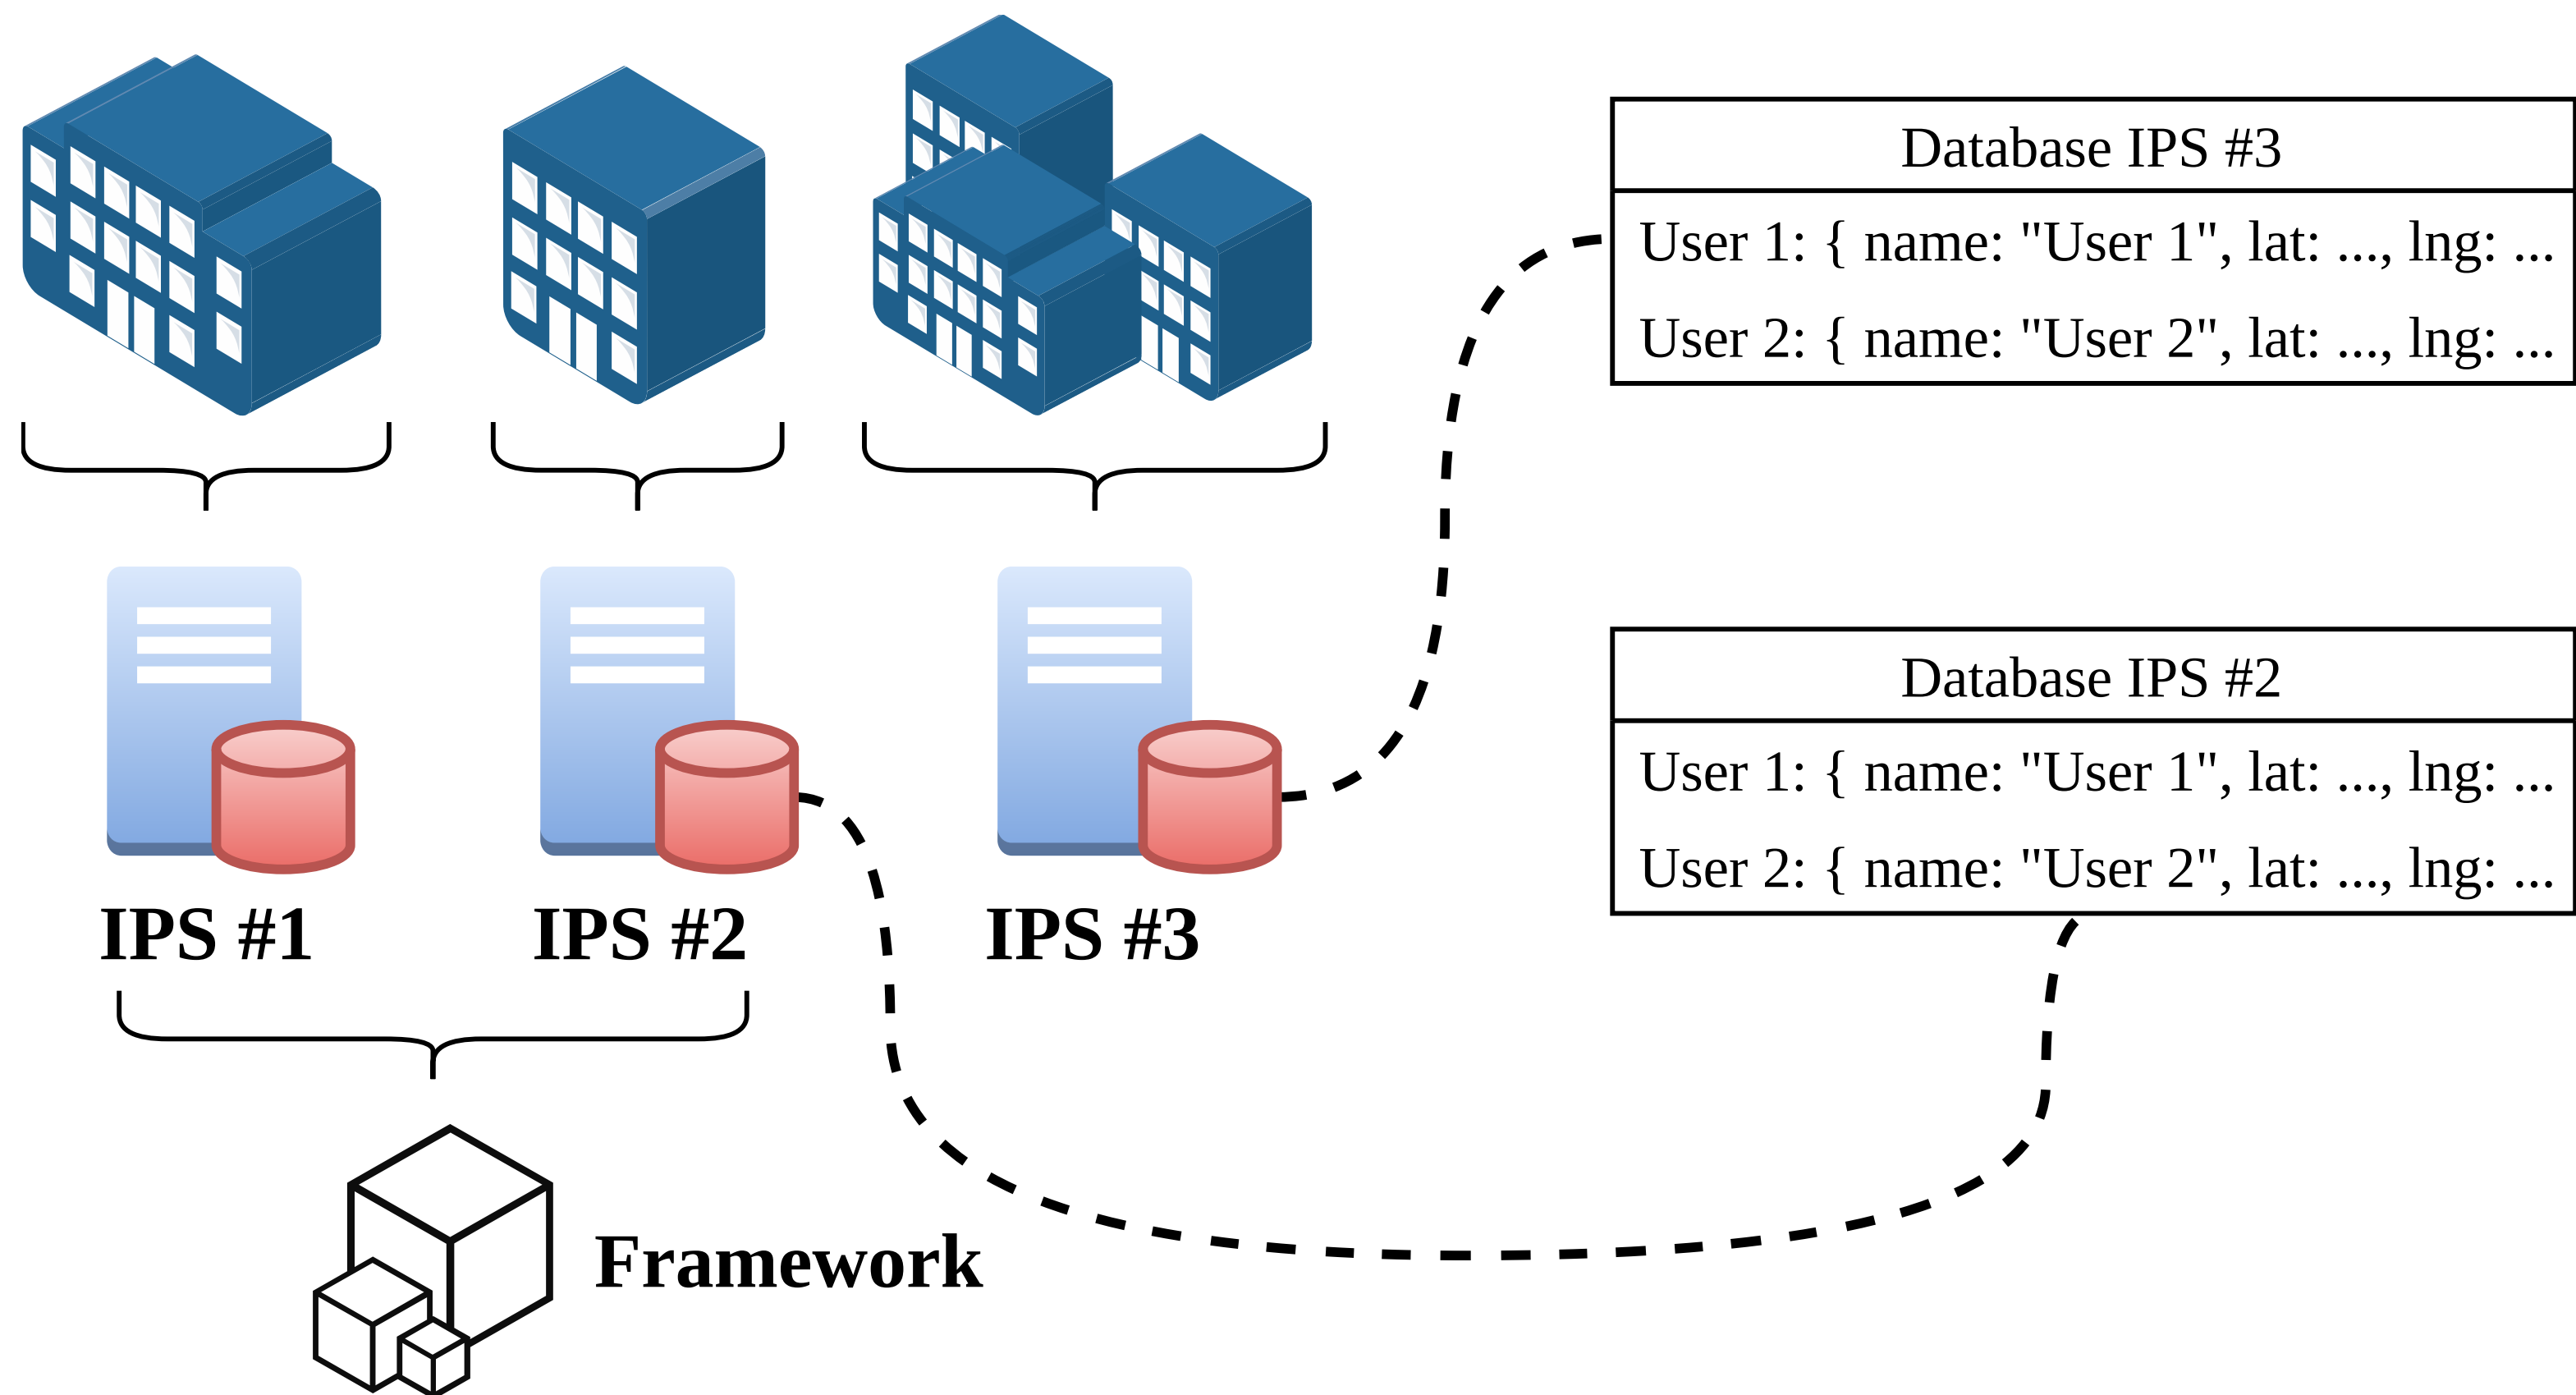 Database IPS #3
User 1: { name: "User 1", lat: ..., lng: ...
User 2: { name: "User 2", lat: ..., lng: ...
Database IPS #2
User 1: { name: "User 1", lat: ..., lng: ...
User 2: { name: "User 2", lat: ..., lng: ...
IPS #1
IPS #2
IPS #3
Framework